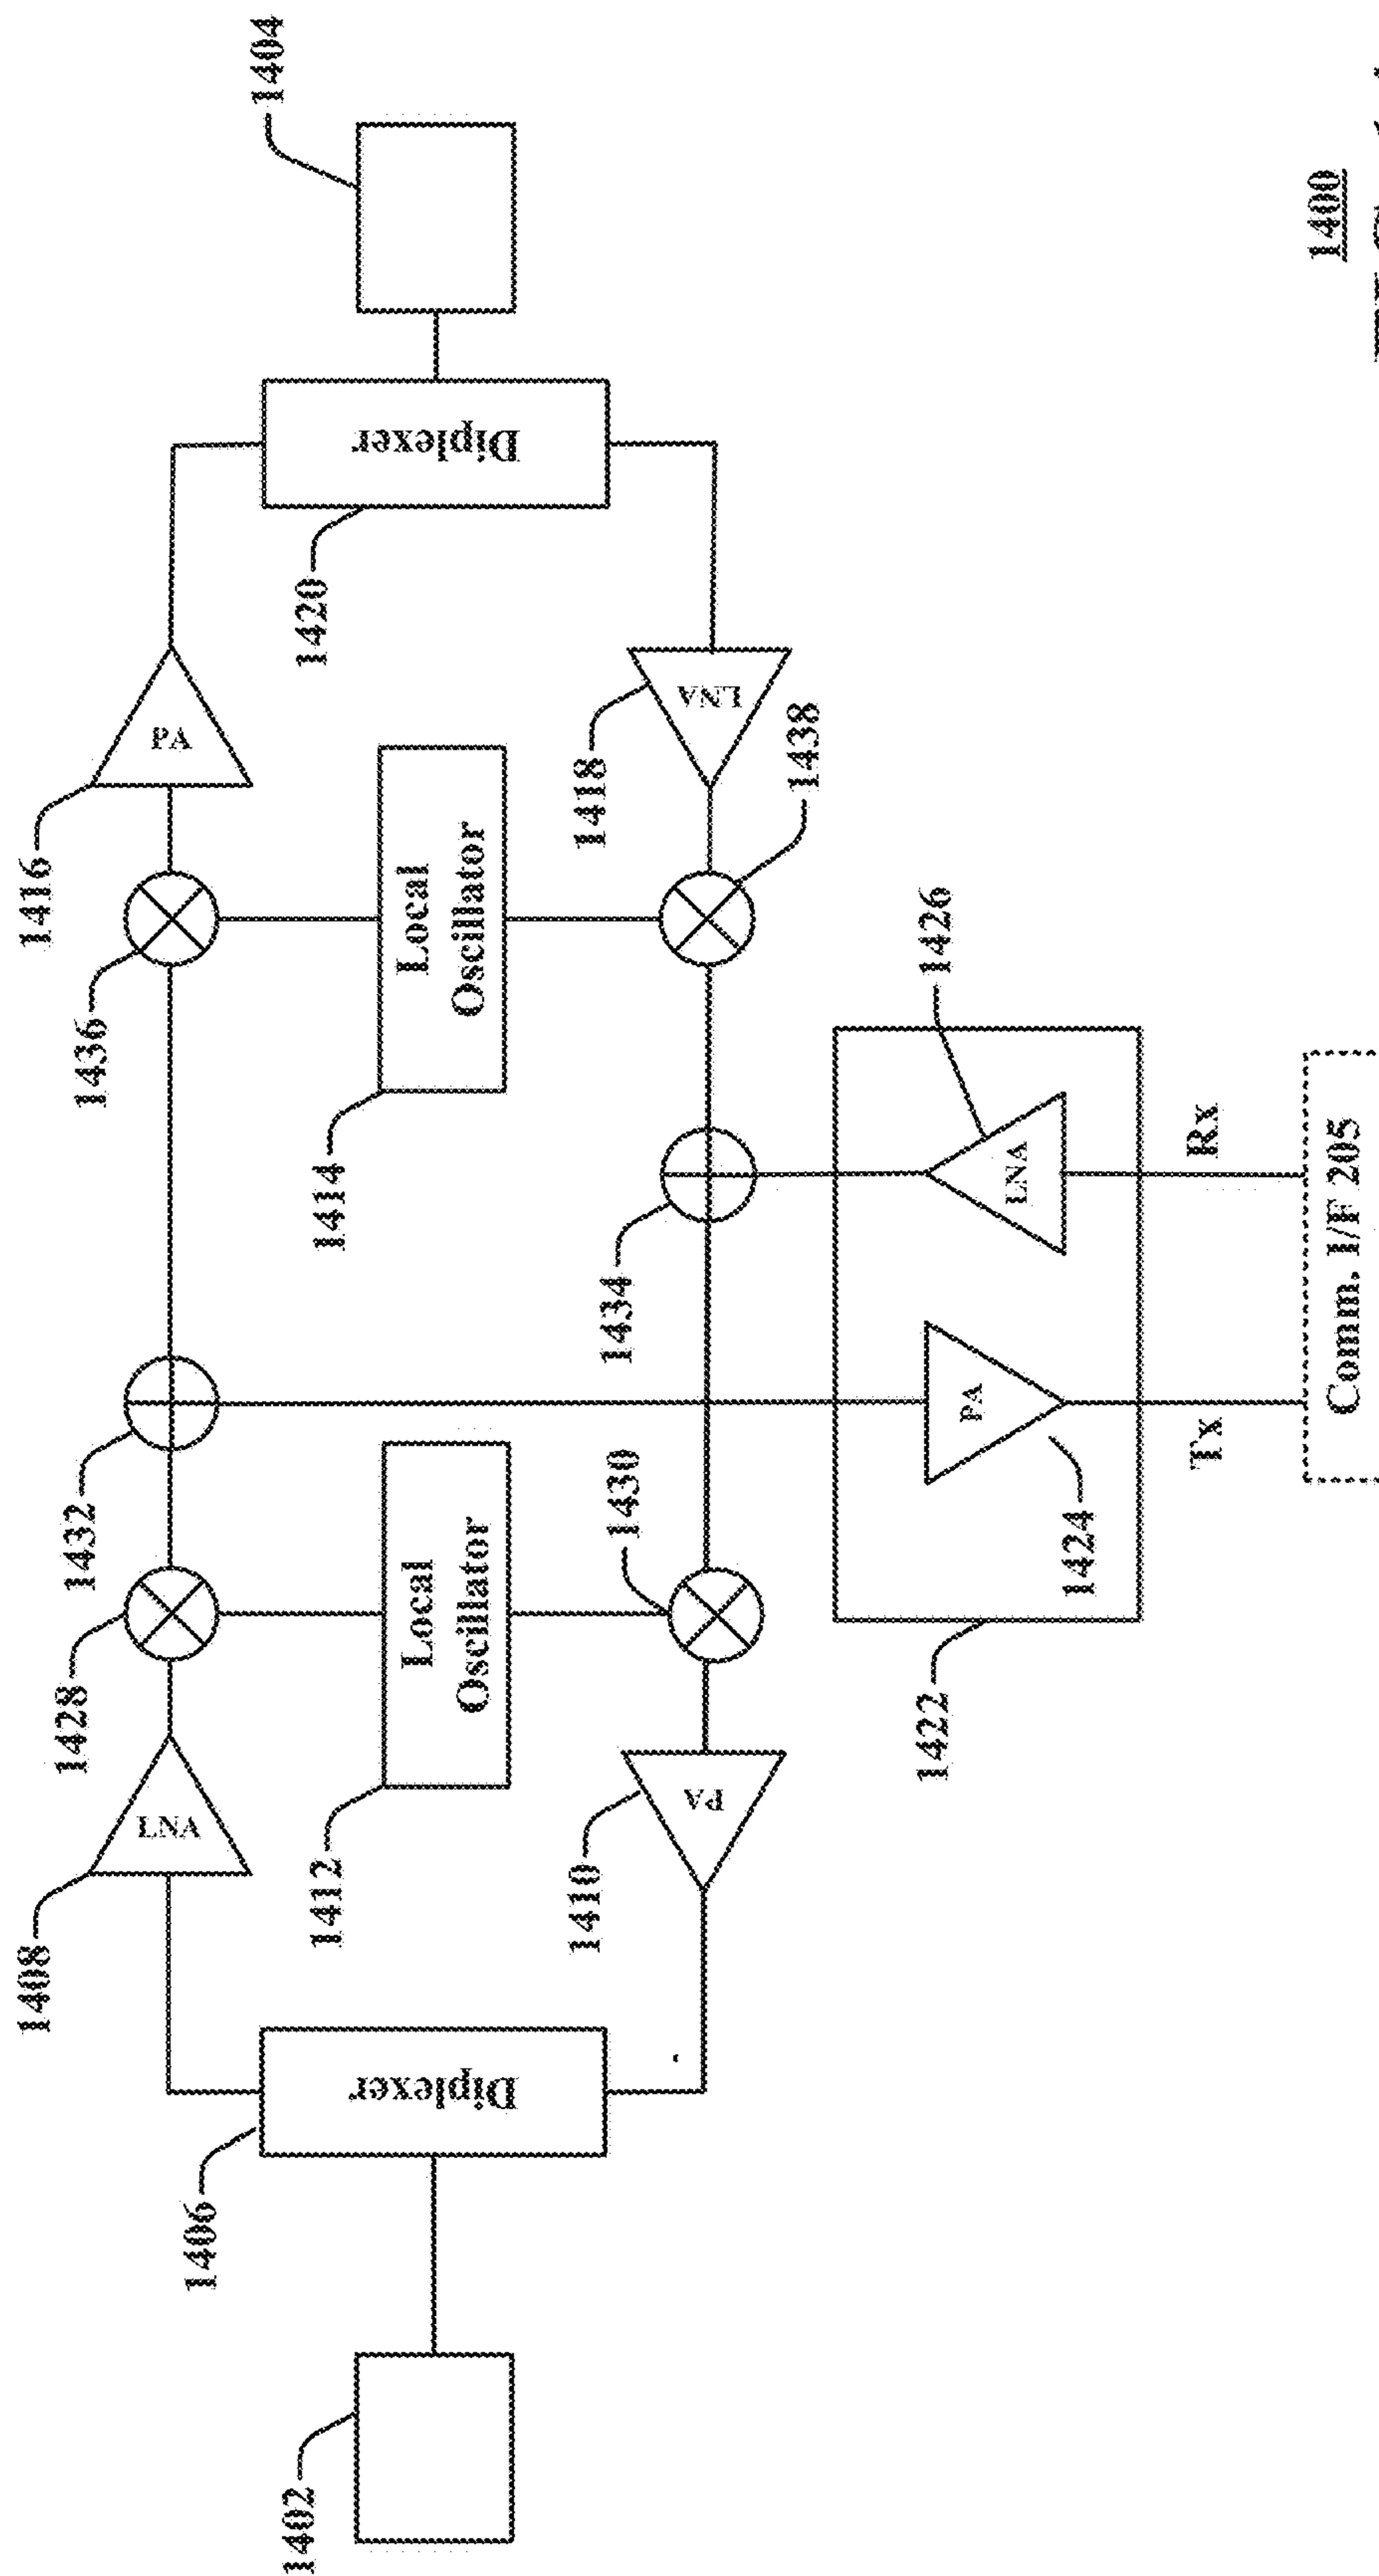 1408
1416
1428
1432
1436
LNA
PA
1406
1404
1402
1412
1414
1420
Diplexer
Local
Oscillator
Local
Oscillator
Diplexer
1410
1430
1434
1418
PA
LNA
1438
1422
1426
PA
LNA
1424
Tx
Rx
Comm. I/F 205
1400